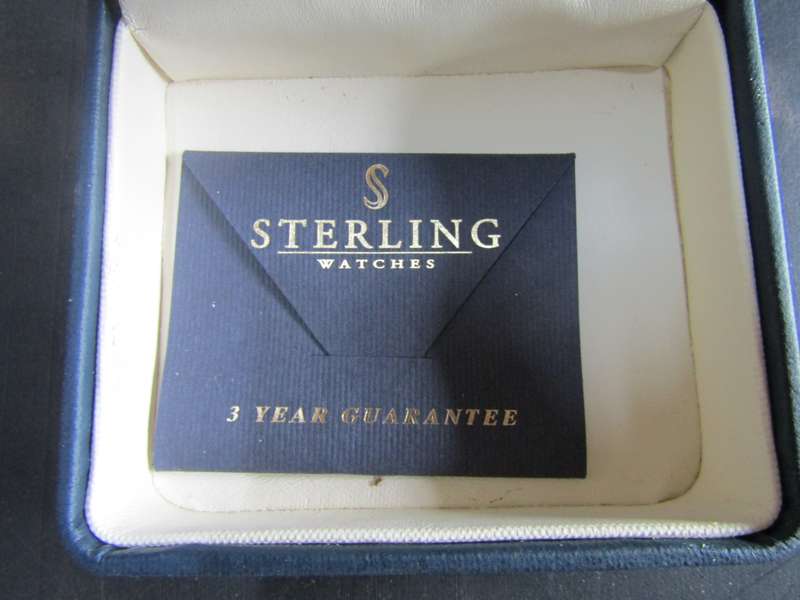 S
STERLING
WATCHES
3 YEAR GUARANTEE